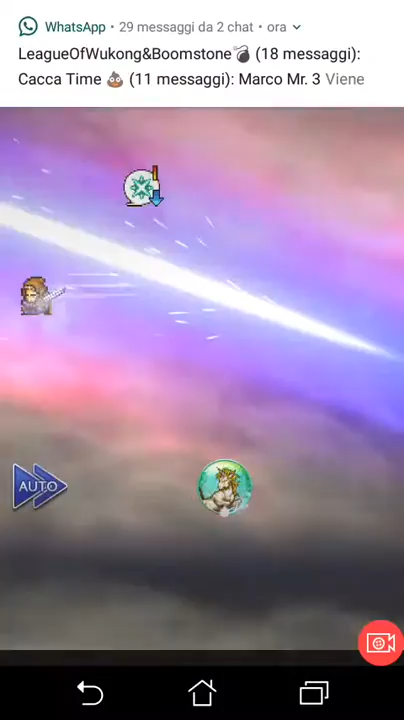 WhatsApp • 29 messaggi da 2 chat • ora
LeagueOfWukong&Boomstone💣 (18 messaggi):
Cacca Time 💩 (11 messaggi): Marco Mr. 3 Viene
AUTO